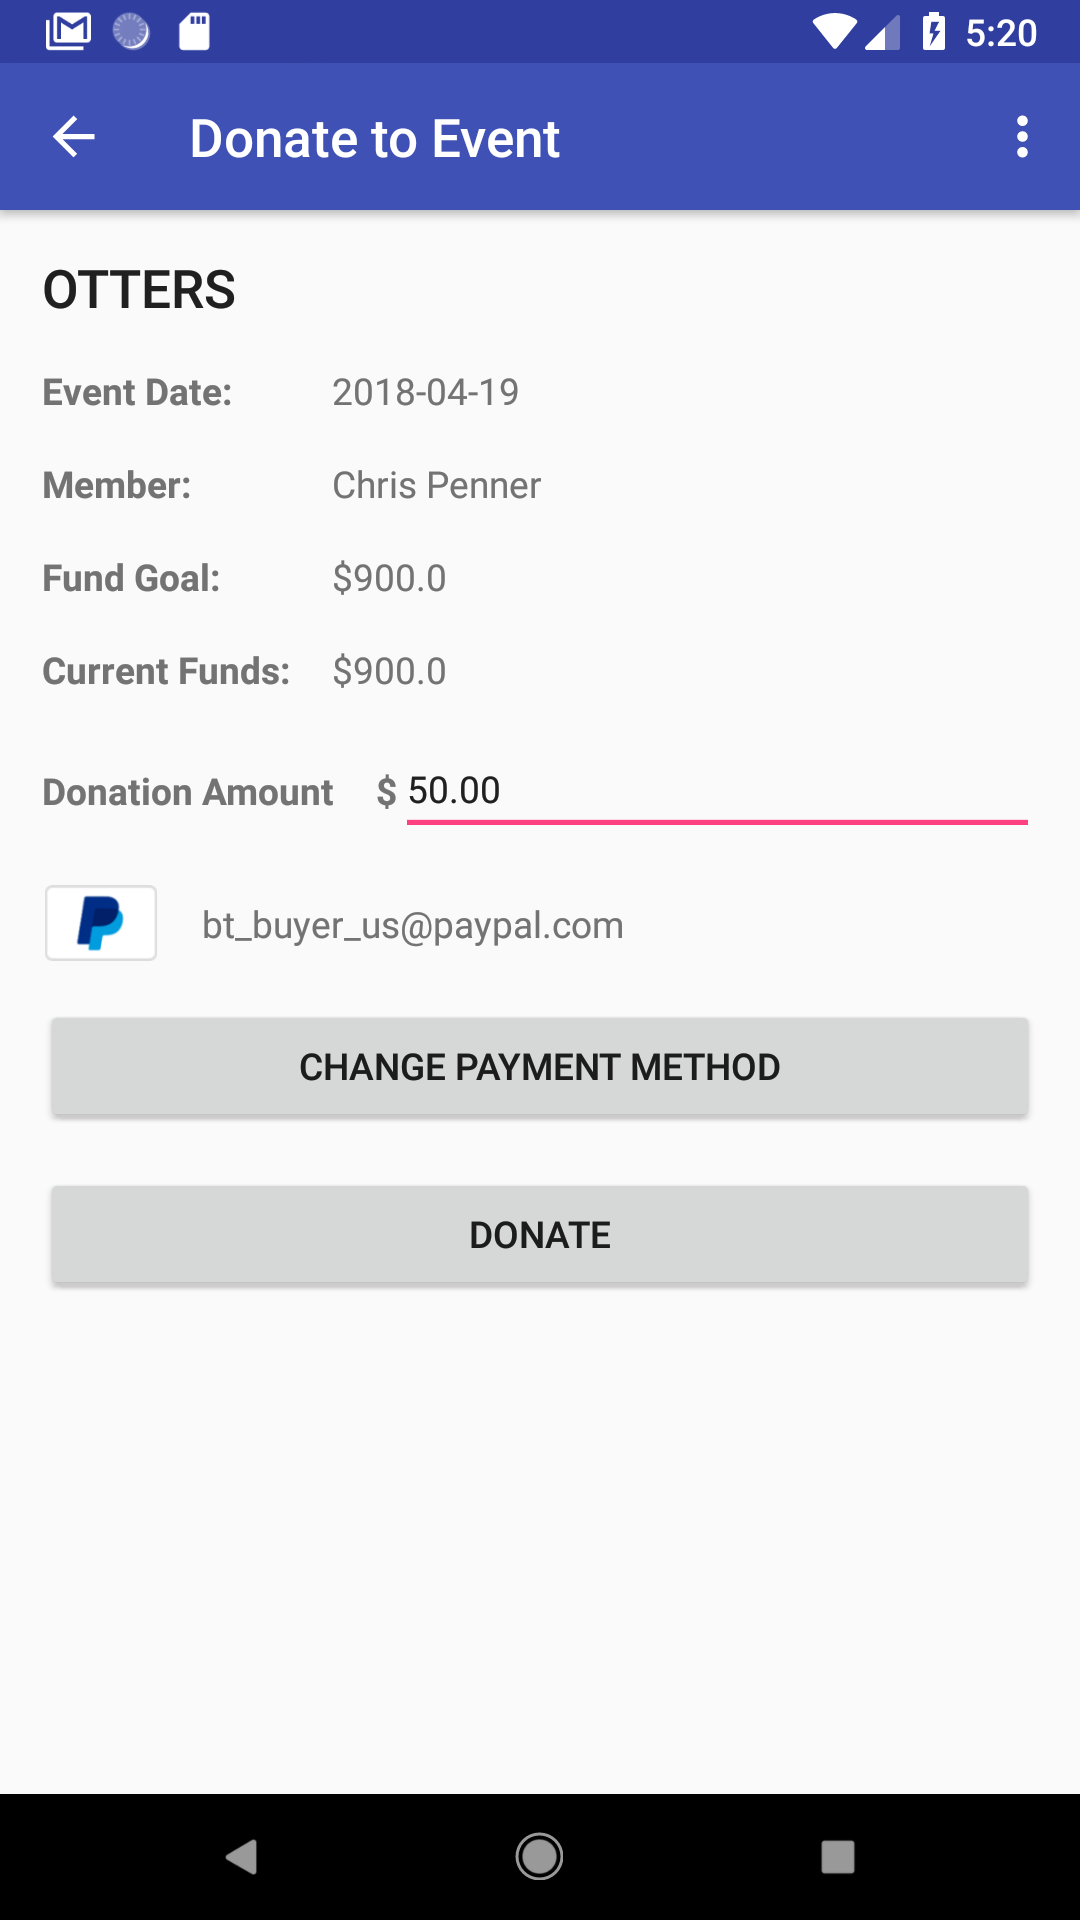 5:20
Donate to Event
OTTERS
Event Date: 2018-04-19
Member: Chris Penner
Fund Goal: $900.0
Current Funds: $900.0
Donation Amount $ 50.00
bt_buyer_us@paypal.com
CHANGE PAYMENT METHOD
DONATE